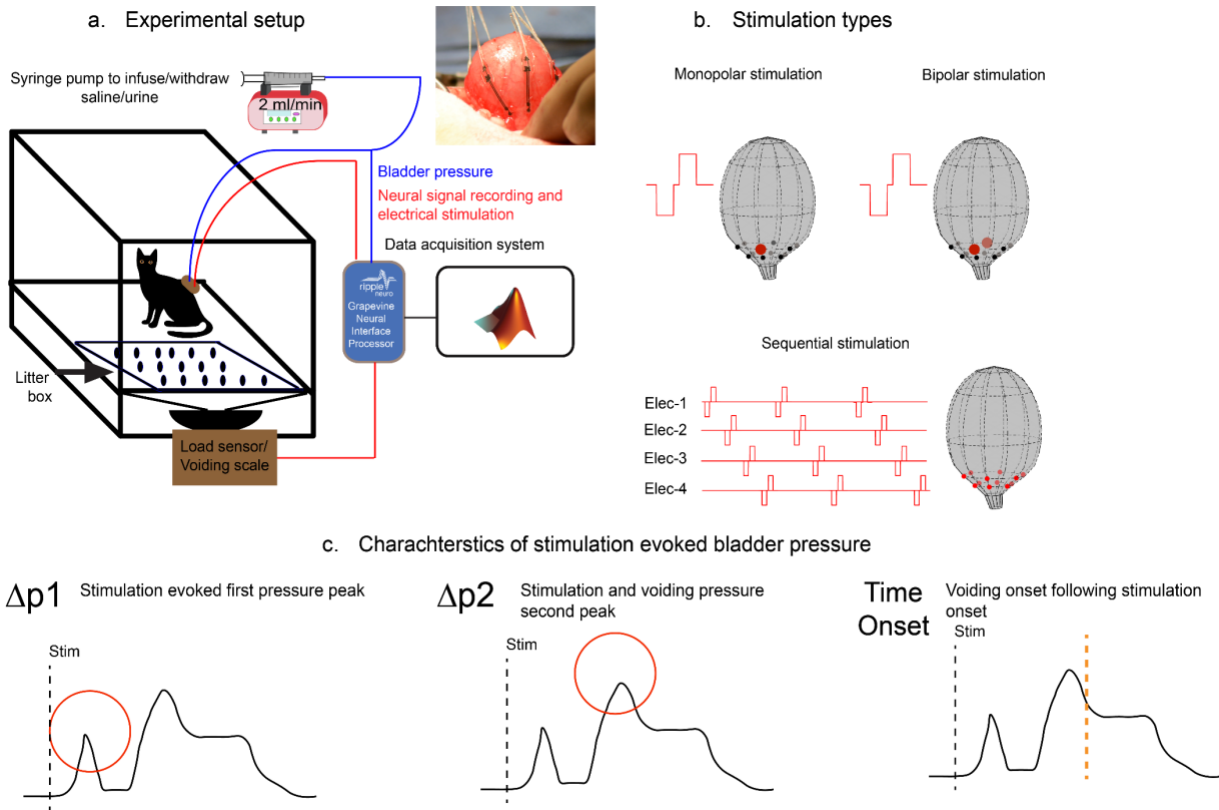 a. Experimental setup
Syringe pump to infuse/withdraw
saline/urine
2 ml/min
Bladder pressure
Neural signal recording and
electrical stimulation
Data acquisition system
ripple
neuro
Grapevine
Neural
Interface
Processor
Litter
box
Load sensor/
Voiding scale
b. Stimulation types
Monopolar stimulation
Bipolar stimulation
Sequential stimulation
Elec-1
Elec-2
Elec-3
Elec-4
c. Charachterstics of stimulation evoked bladder pressure
Δp1
Stimulation evoked first pressure peak
Stim
Δp2
Stimulation and voiding pressure
second peak
Stim
Time
Onset
Voiding onset following stimulation
onset
Stim